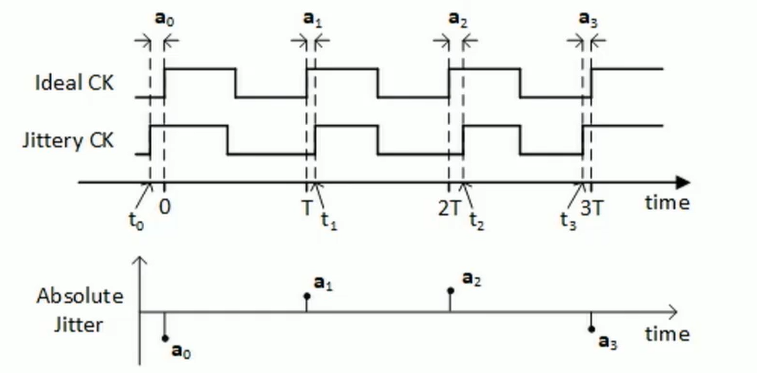 a₀ a₁ a₂ a₃
Ideal CK
Jittery CK
t₀ 0 T t₁ 2T t₂ t₃ 3T time
a₁ a₂
Absolute
Jitter
time
a₀ a₃